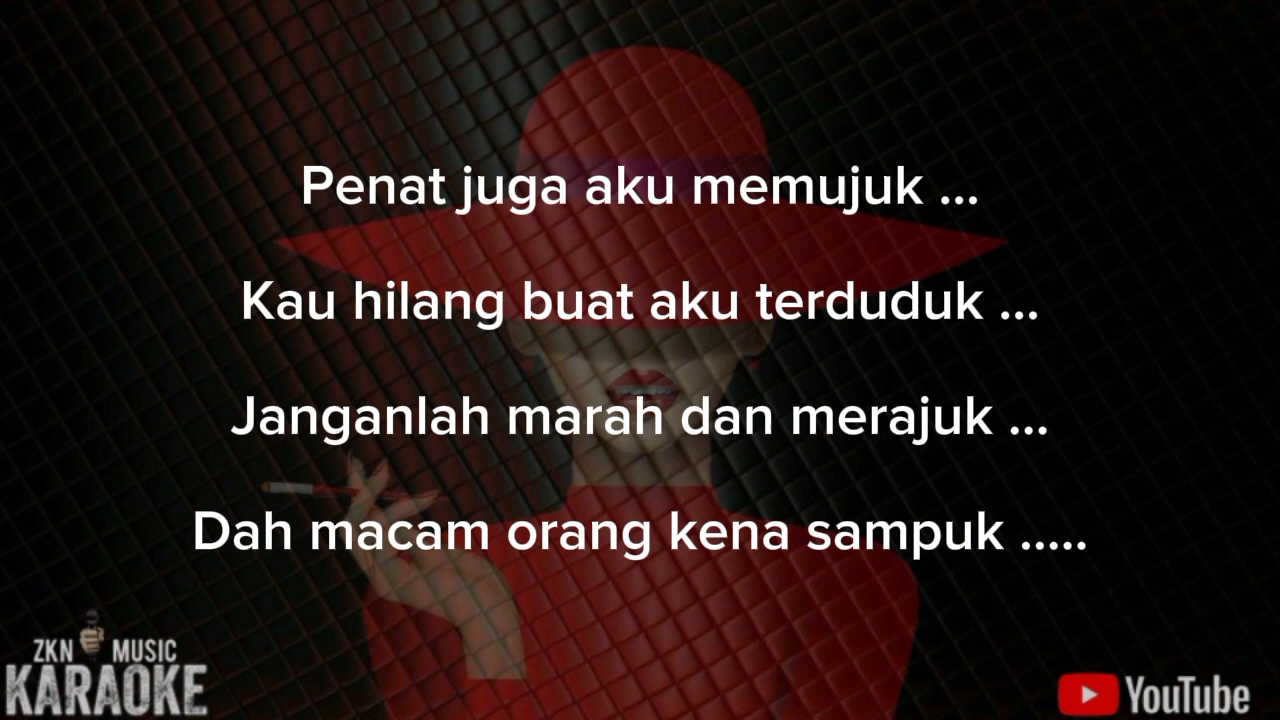 Penat juga aku memujuk ...
Kau hilang buat aku terduduk ...
Janganlah marah dan merajuk ...
Dah macam orang kena sampuk .....
ZKN MUSIC
KARAOKE
YouTube